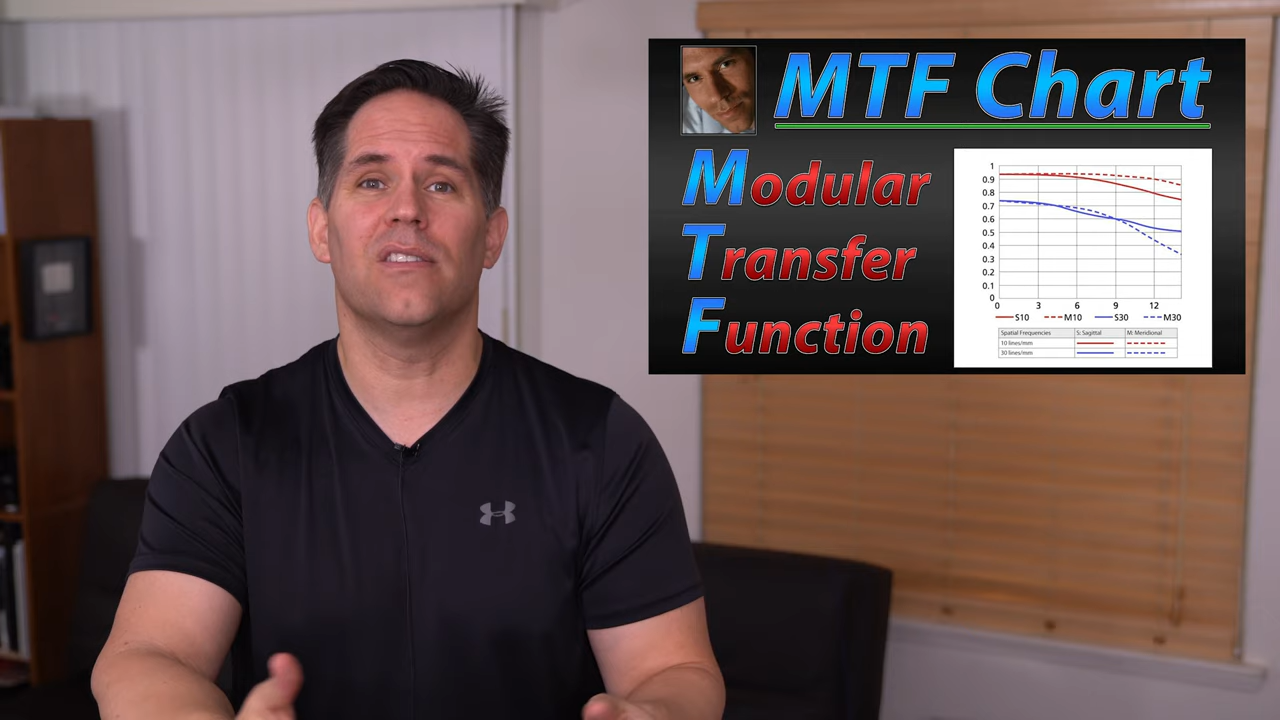 MTF Chart
Modular
Transfer
Function
1
0.9
0.8
0.7
0.6
0.5
0.4
0.3
0.2
0.1
0
0 3 6 9 12
S10 M10 S30 M30
Spatial Frequencies S: Sagittal M: Meridional
10 lines/mm
30 lines/mm